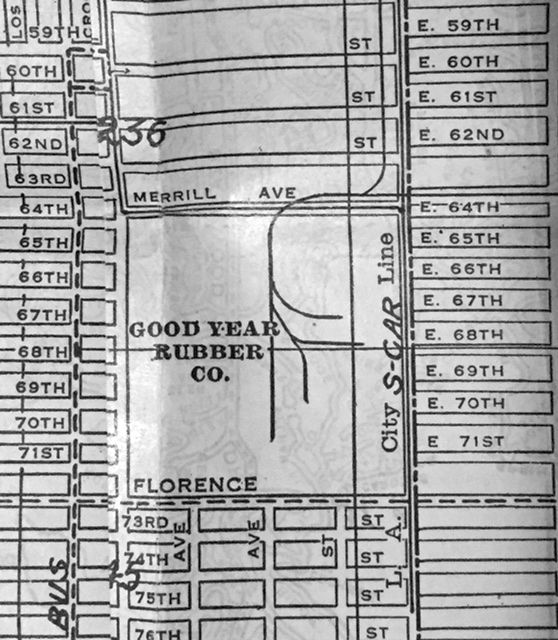 LOS
59TH
60TH
61ST
62ND
63RD
64TH
65TH
66TH
67TH
68TH
69TH
70TH
71ST
BUS
236
ST
ST
ST
MERRILL AVE
GOOD YEAR
RUBBER
CO.
FLORENCE
73RD
74TH
75TH
76TH
15
AVE
AVE
ST
ST
ST
ST
ST
L. A. City S-CAR Line
E. 59TH
E. 60TH
E. 61ST
E. 62ND
E. 64TH
E. 65TH
E. 66TH
E. 67TH
E. 68TH
E. 69TH
E. 70TH
E 71ST